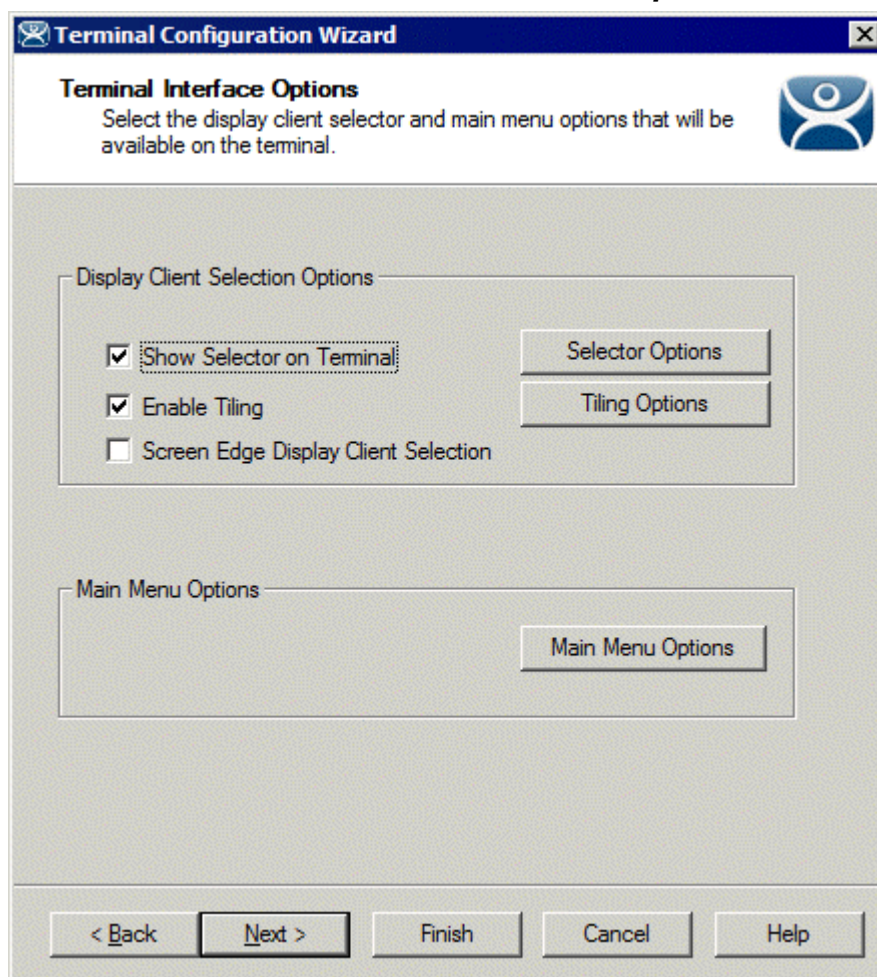 Terminal Configuration Wizard
Terminal Interface Options
Select the display client selector and main menu options that will be
available on the terminal.
Display Client Selection Options
Show Selector on Terminal
Selector Options
Enable Tiling
Tiling Options
Screen Edge Display Client Selection
Main Menu Options
Main Menu Options
< Back
Next >
Finish
Cancel
Help